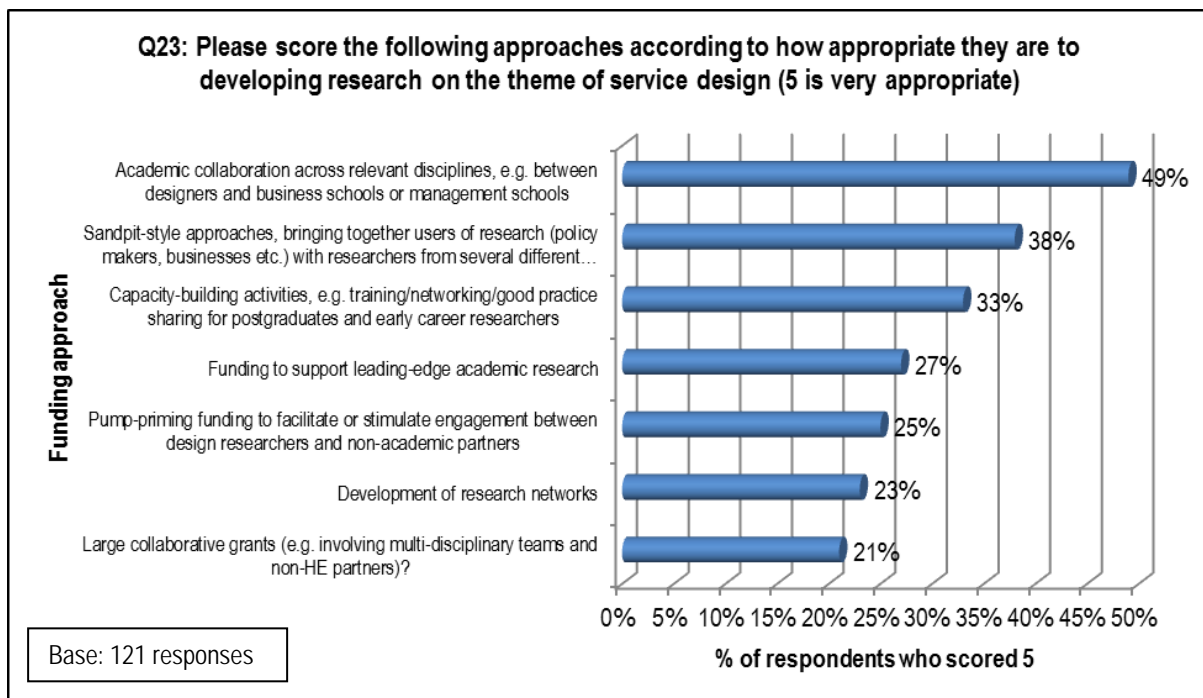 Q23: Please score the following approaches according to how appropriate they are to
developing research on the theme of service design (5 is very appropriate)
Funding approach
Academic collaboration across relevant disciplines, e.g. between
designers and business schools or management schools
49%
Sandpit-style approaches, bringing together users of research (policy
makers, businesses etc.) with researchers from several different…
38%
Capacity-building activities, e.g. training/networking/good practice
sharing for postgraduates and early career researchers
33%
Funding to support leading-edge academic research
27%
Pump-priming funding to facilitate or stimulate engagement between
design researchers and non-academic partners
25%
Development of research networks
23%
Large collaborative grants (e.g. involving multi-disciplinary teams and
non-HE partners)?
21%
0% 5% 10% 15% 20% 25% 30% 35% 40% 45% 50%
% of respondents who scored 5
Base: 121 responses